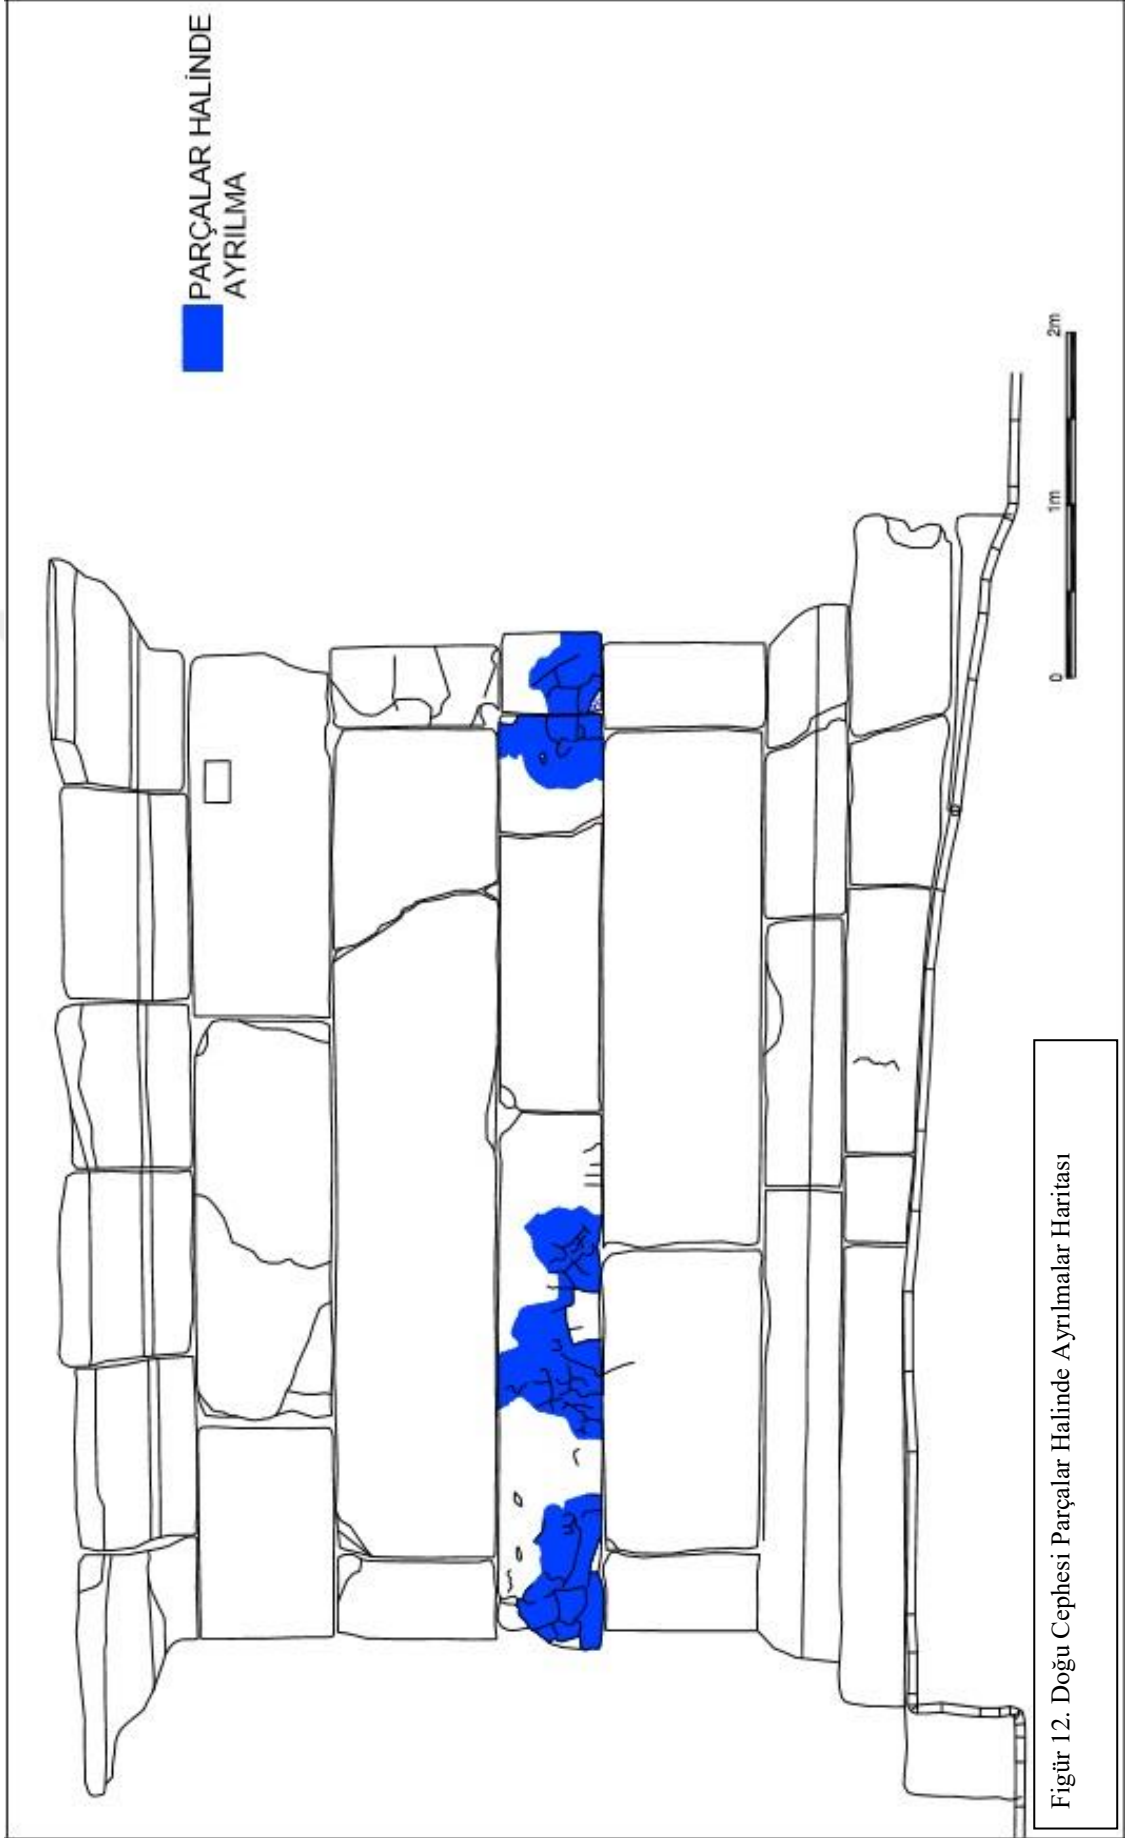 PARÇALAR HALİNDE
AYRILMA
0 1m 2m
Figür 12. Doğu Cephesi Parçalar Halinde Ayrılmalar Haritası